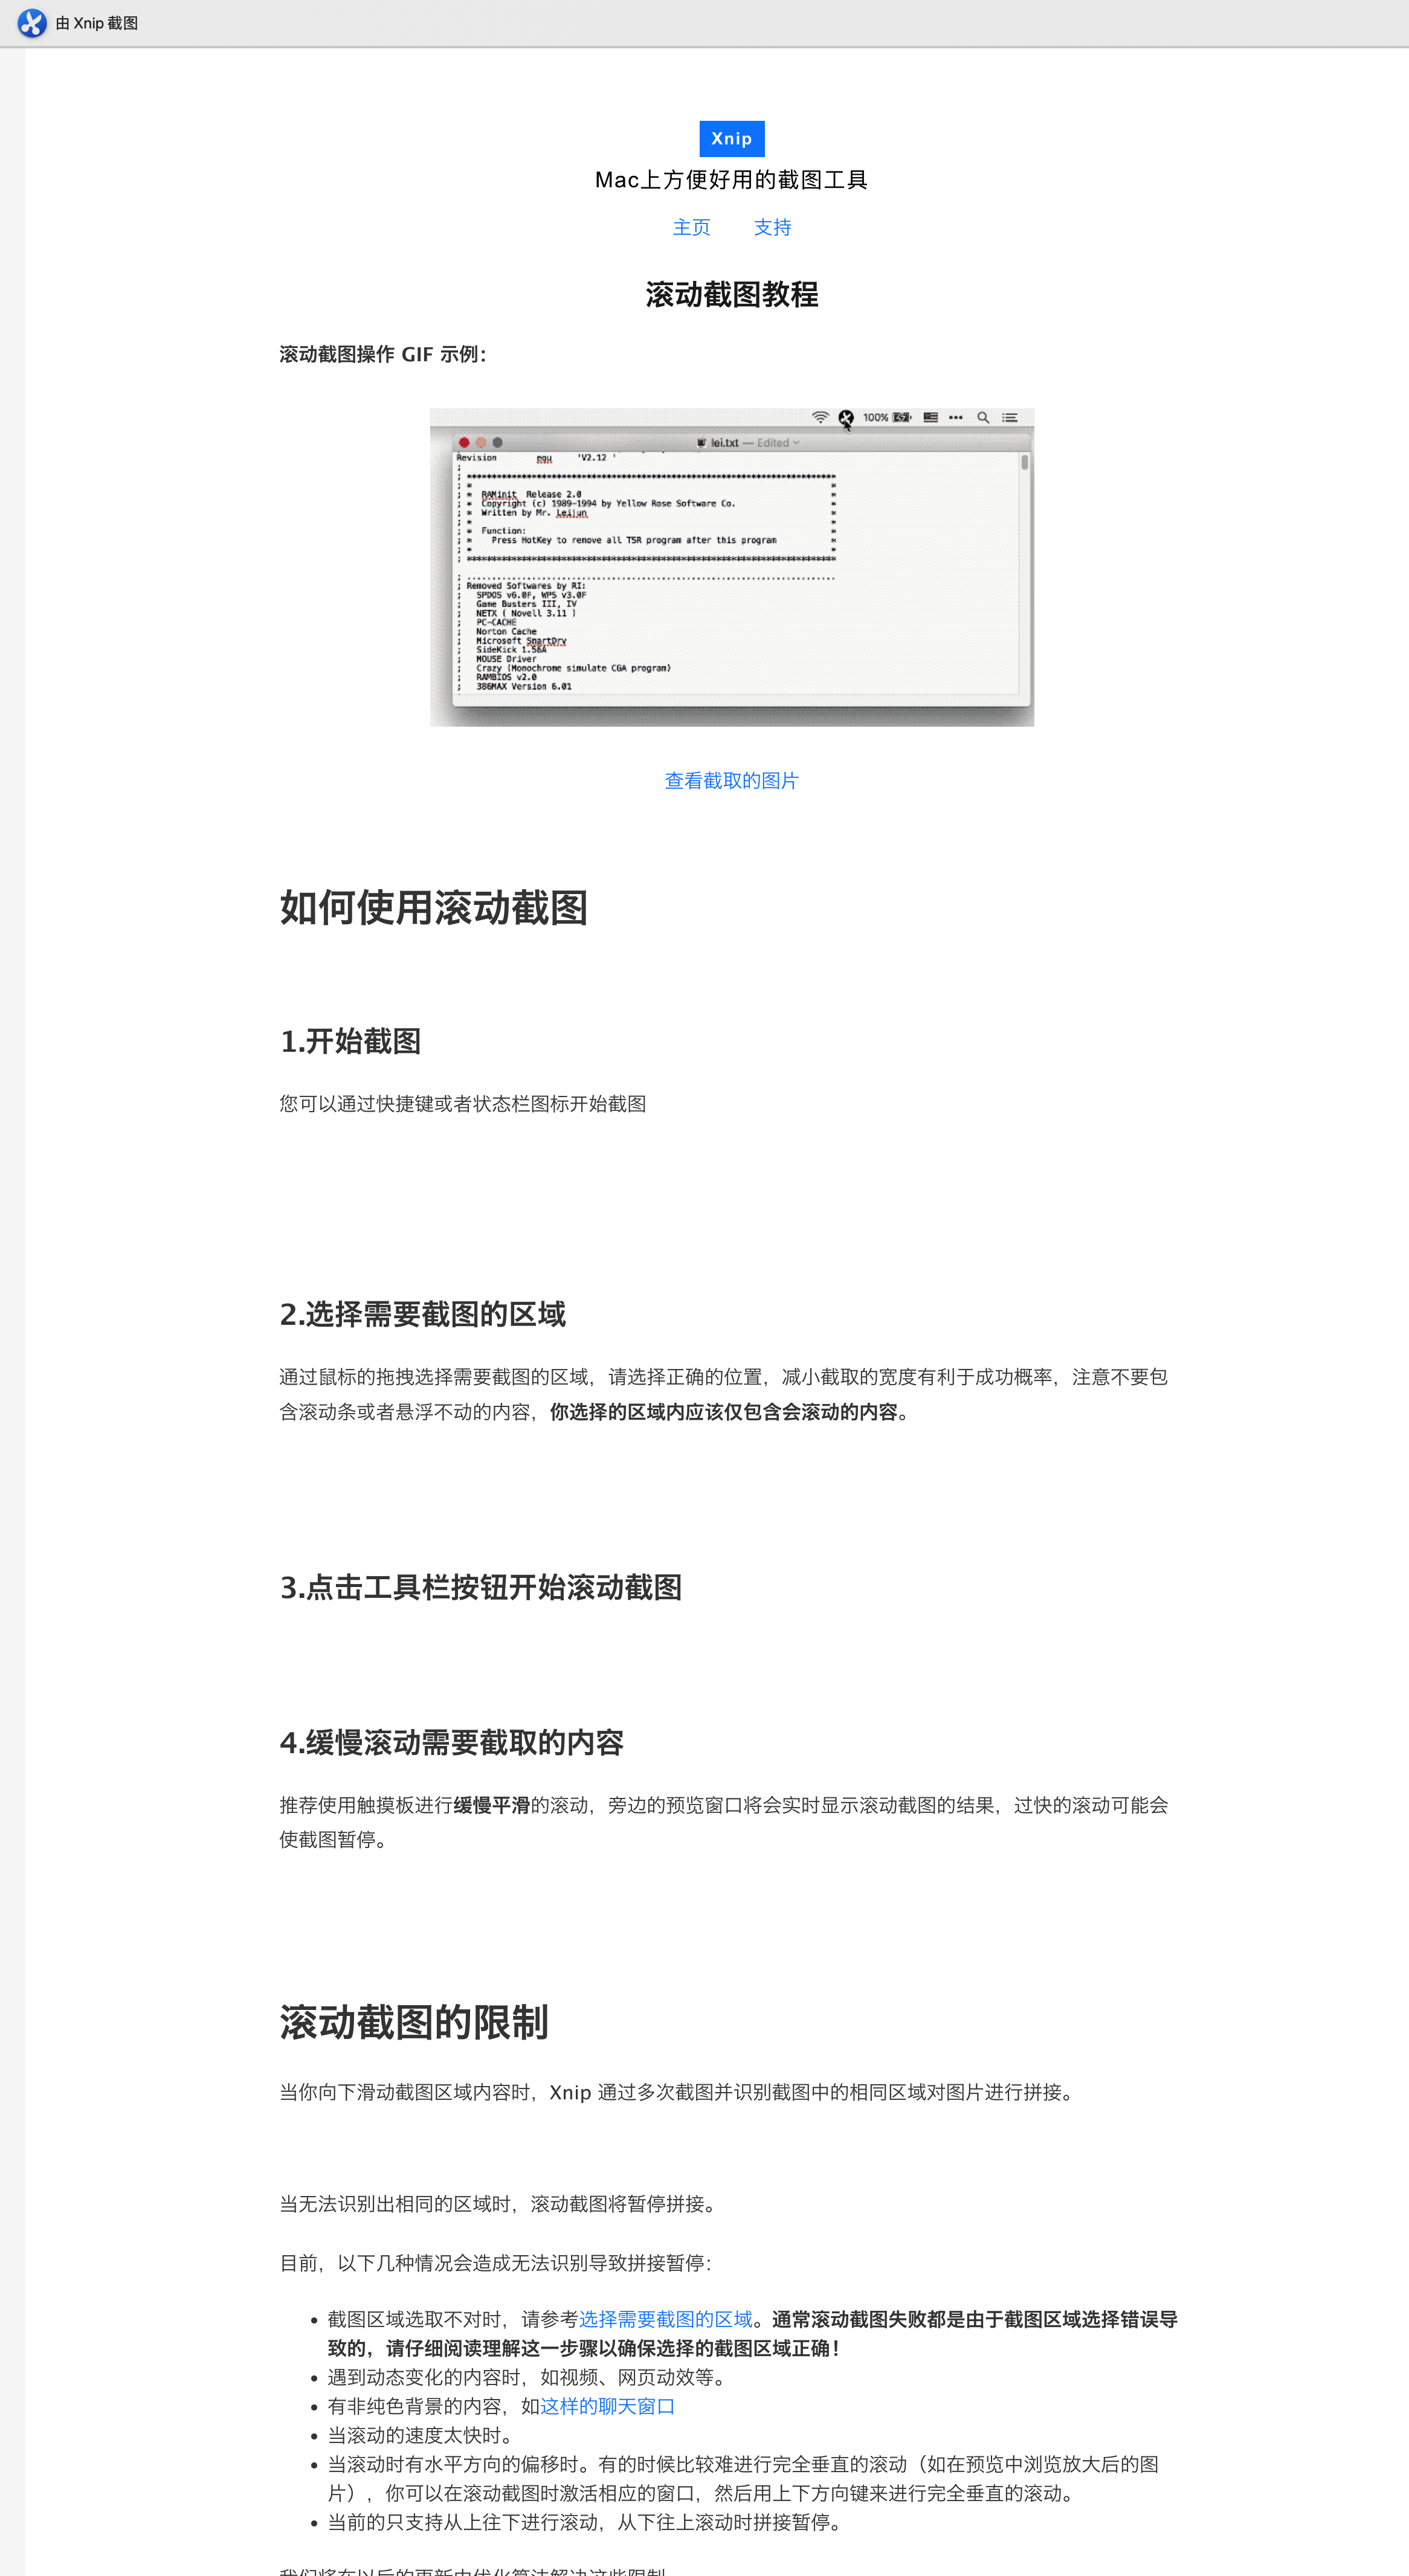 由 Xnip 截图
Xnip
Mac上方便好用的截图工具
主页 支持
滚动截图教程
滚动截图操作 GIF 示例：
100%
lei.txt — Edited
Revision equ 'V2.12 '
;
; ***************************************************************************
; * *
; * RAMinit Release 2.0 *
; * Copyright (c) 1989-1994 by Yellow Rose Software Co. *
; * Written by Mr. Leijun *
; * *
; * Function: *
; * Press HotKey to remove all TSR program after this program *
; * *
; ***************************************************************************
; Removed Softwares by RI:
; SPDOS v6.0F, WPS v3.0F
; Game Busters III, IV
; NETX ( Novell 3.11 )
; PC-CACHE
; Norton Cache
; Microsoft SmartDrv
; SideKick 1.56A
; MOUSE Driver
; Crazy (Monochrome simulate CGA program)
; RAMBIOS v2.0
; 386MAX Version 6.01
查看截取的图片
如何使用滚动截图
1.开始截图
您可以通过快捷键或者状态栏图标开始截图
2.选择需要截图的区域
通过鼠标的拖拽选择需要截图的区域，请选择正确的位置，减小截取的宽度有利于成功概率，注意不要包
含滚动条或者悬浮不动的内容，你选择的区域内应该仅包含会滚动的内容。
3.点击工具栏按钮开始滚动截图
4.缓慢滚动需要截取的内容
推荐使用触摸板进行缓慢平滑的滚动，旁边的预览窗口将会实时显示滚动截图的结果，过快的滚动可能会
使截图暂停。
滚动截图的限制
当你向下滑动截图区域内容时，Xnip 通过多次截图并识别截图中的相同区域对图片进行拼接。
当无法识别出相同的区域时，滚动截图将暂停拼接。
目前，以下几种情况会造成无法识别导致拼接暂停：
• 截图区域选取不对时，请参考选择需要截图的区域。通常滚动截图失败都是由于截图区域选择错误导
致的，请仔细阅读理解这一步骤以确保选择的截图区域正确！
• 遇到动态变化的内容时，如视频、网页动效等。
• 有非纯色背景的内容，如这样的聊天窗口
• 当滚动的速度太快时。
• 当滚动时有水平方向的偏移时。有的时候比较难进行完全垂直的滚动（如在预览中浏览放大后的图
片），你可以在滚动截图时激活相应的窗口，然后用上下方向键来进行完全垂直的滚动。
• 当前的只支持从上往下进行滚动，从下往上滚动时拼接暂停。
我们将在以后的更新中优化算法解决这些限制